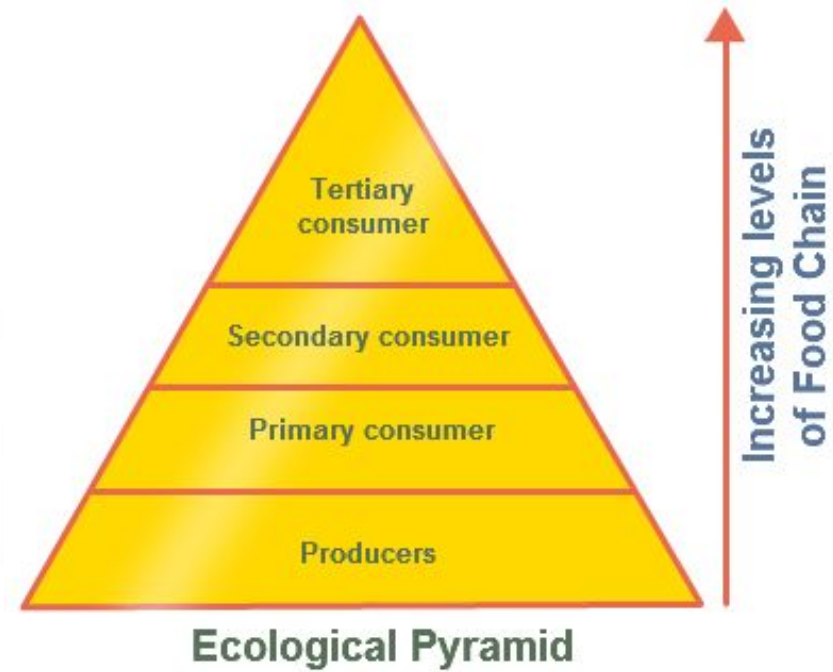 Tertiary
consumer
Secondary consumer
Primary consumer
Producers
Increasing levels
of Food Chain
Ecological Pyramid